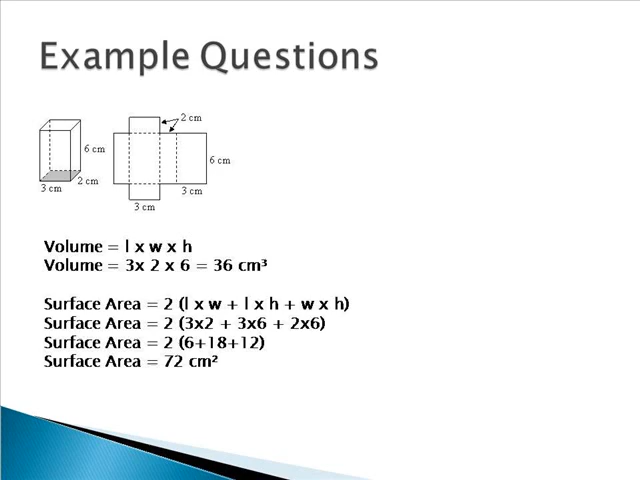 Example Questions
2 cm
6 cm
6 cm
2 cm
3 cm
3 cm
3 cm
Volume = l x w x h
Volume = 3x 2 x 6 = 36 cm³
Surface Area = 2 (l x w + l x h + w x h)
Surface Area = 2 (3x2 + 3x6 + 2x6)
Surface Area = 2 (6+18+12)
Surface Area = 72 cm²